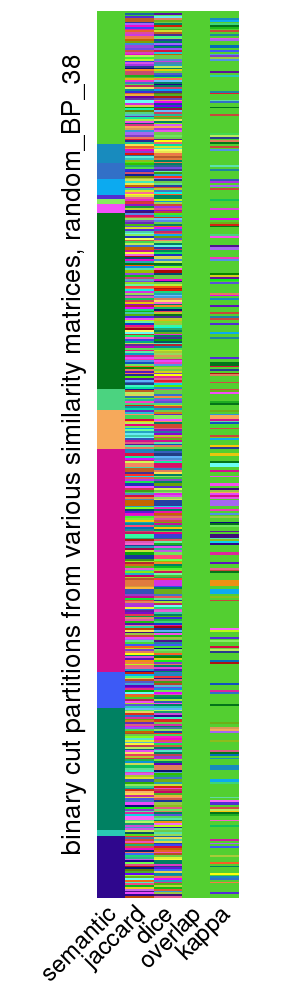 binary cut partitions from various similarity matrices, random_BP_38
semantic
jaccard
dice
overlap
kappa